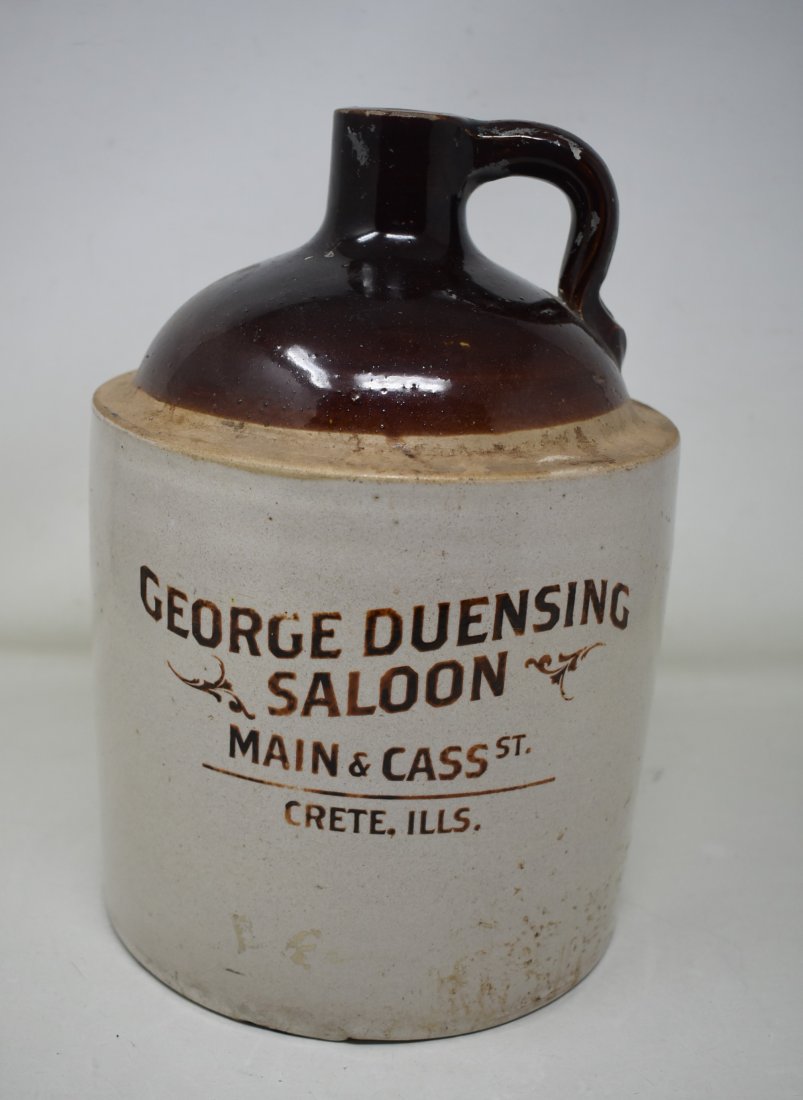 GEORGE DUENSING
SALOON
MAIN & CASS ST.
CRETE, ILLS.